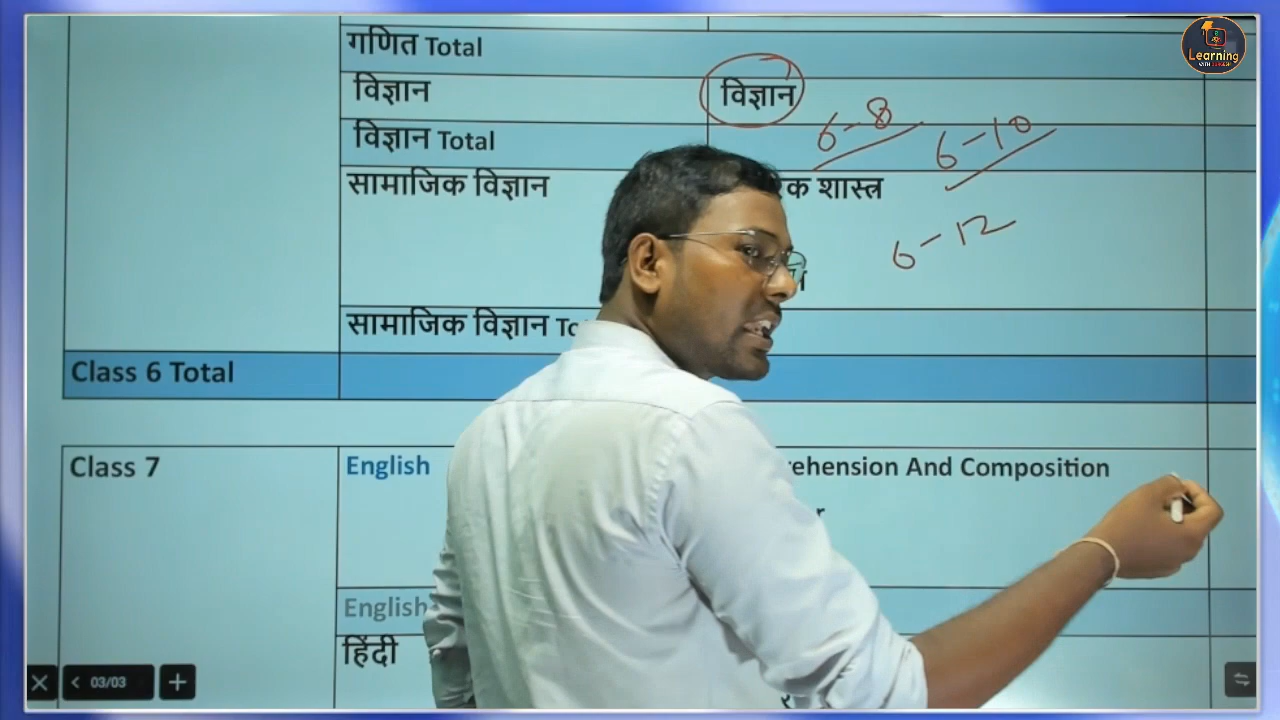 गणित Total
Learning
विज्ञान
विज्ञान
6-8
6-10
विज्ञान Total
सामाजिक विज्ञान
क शास्त्र
6-12
सामाजिक विज्ञान
Class 6 Total
Class 7
English
rehension And Composition
r
English
हिंदी
03/03